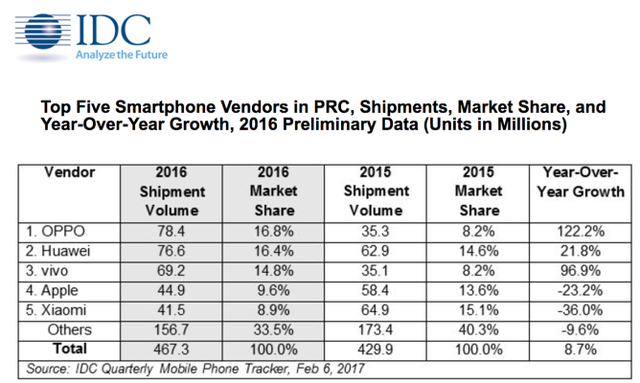 IDC
Analyze the Future
Top Five Smartphone Vendors in PRC, Shipments, Market Share, and
Year-Over-Year Growth, 2016 Preliminary Data (Units in Millions)
Vendor 2016 Shipment Volume 2016 Market Share 2015 Shipment Volume 2015 Market Share Year-Over-Year Growth
1. OPPO 78.4 16.8% 35.3 8.2% 122.2%
2. Huawei 76.6 16.4% 62.9 14.6% 21.8%
3. vivo 69.2 14.8% 35.1 8.2% 96.9%
4. Apple 44.9 9.6% 58.4 13.6% -23.2%
5. Xiaomi 41.5 8.9% 64.9 15.1% -36.0%
Others 156.7 33.5% 173.4 40.3% -9.6%
Total 467.3 100.0% 429.9 100.0% 8.7%
Source: IDC Quarterly Mobile Phone Tracker, Feb 6, 2017